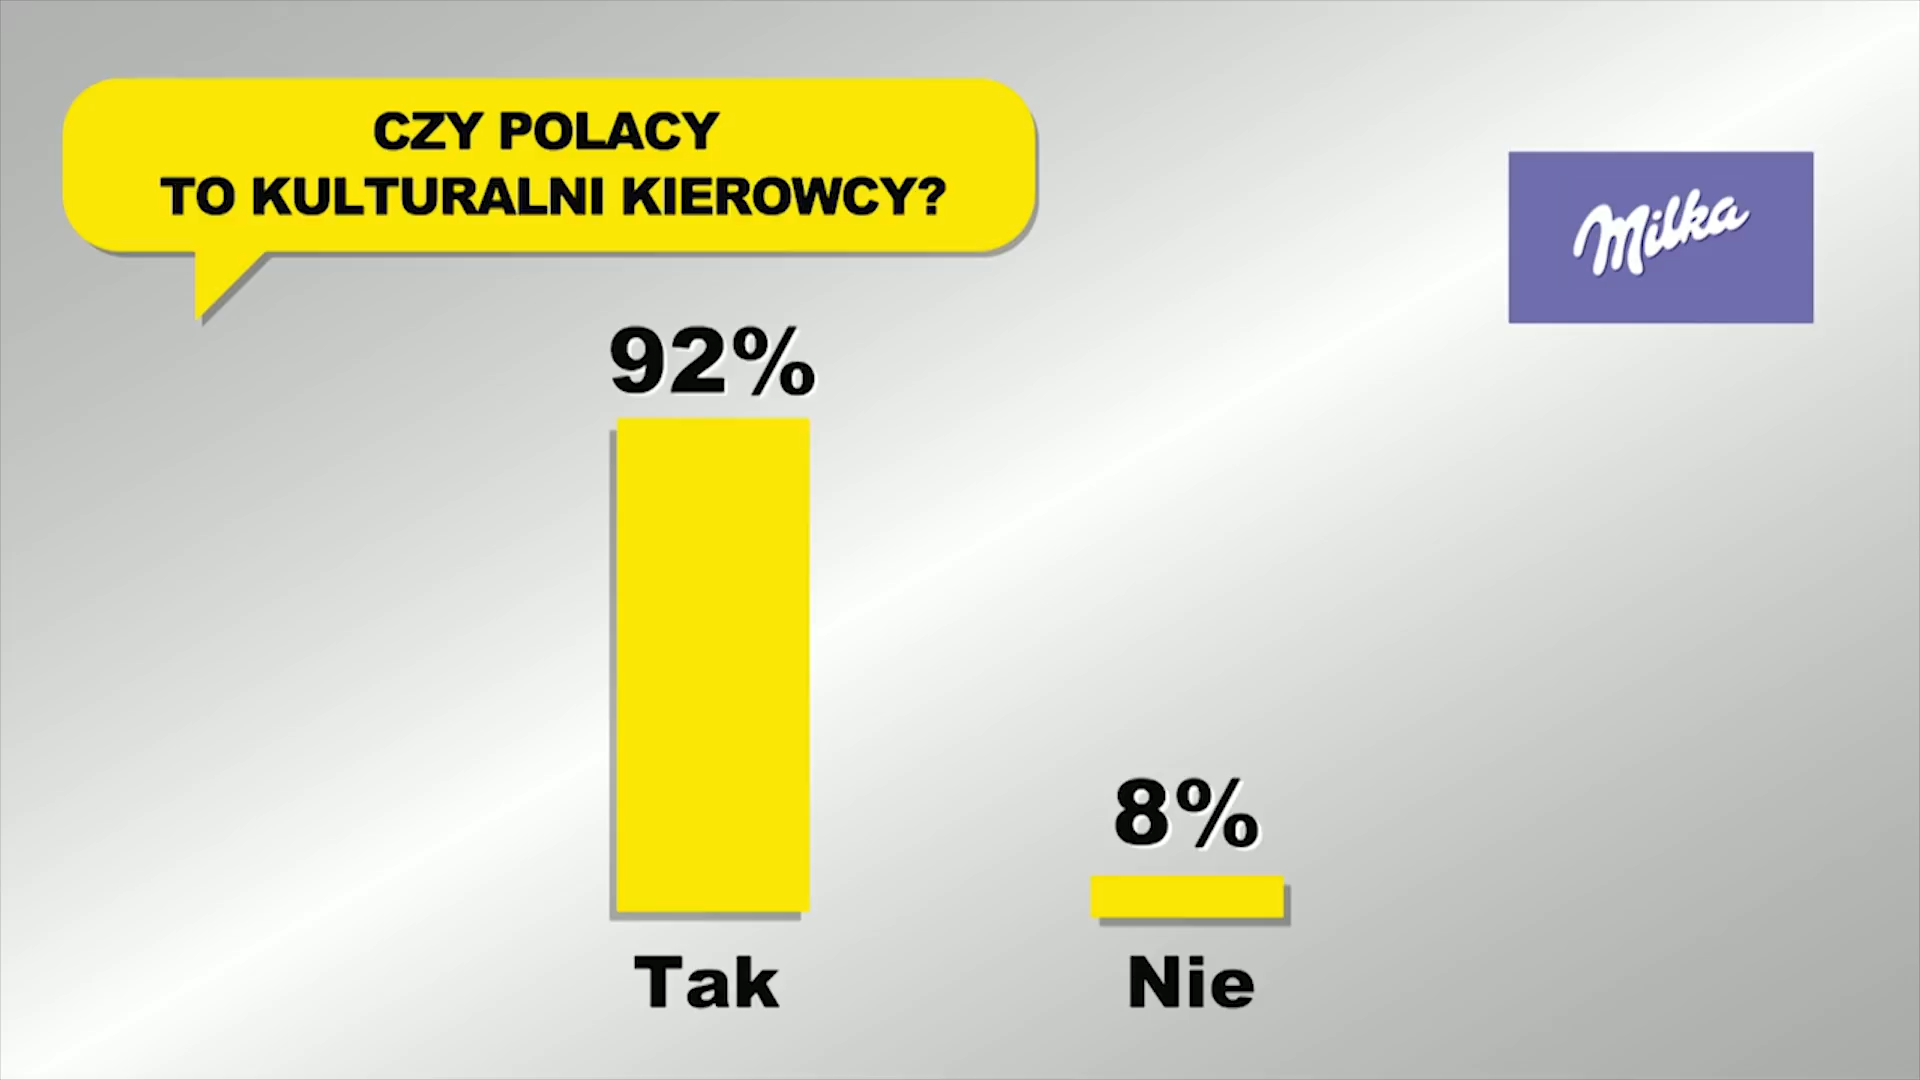 CZY POLACY
TO KULTURALNI KIEROWCY?
Milka
92%
8%
Tak
Nie